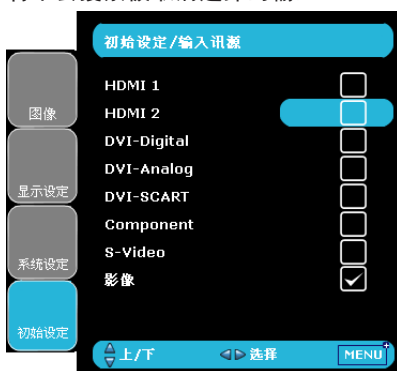 初始设定/输入讯源
HDMI 1
HDMI 2
DVI-Digital
DVI-Analog
DVI-SCART
Component
S-Video
影像
图像
显示设定
系统设定
初始设定
上/下 选择 MENU